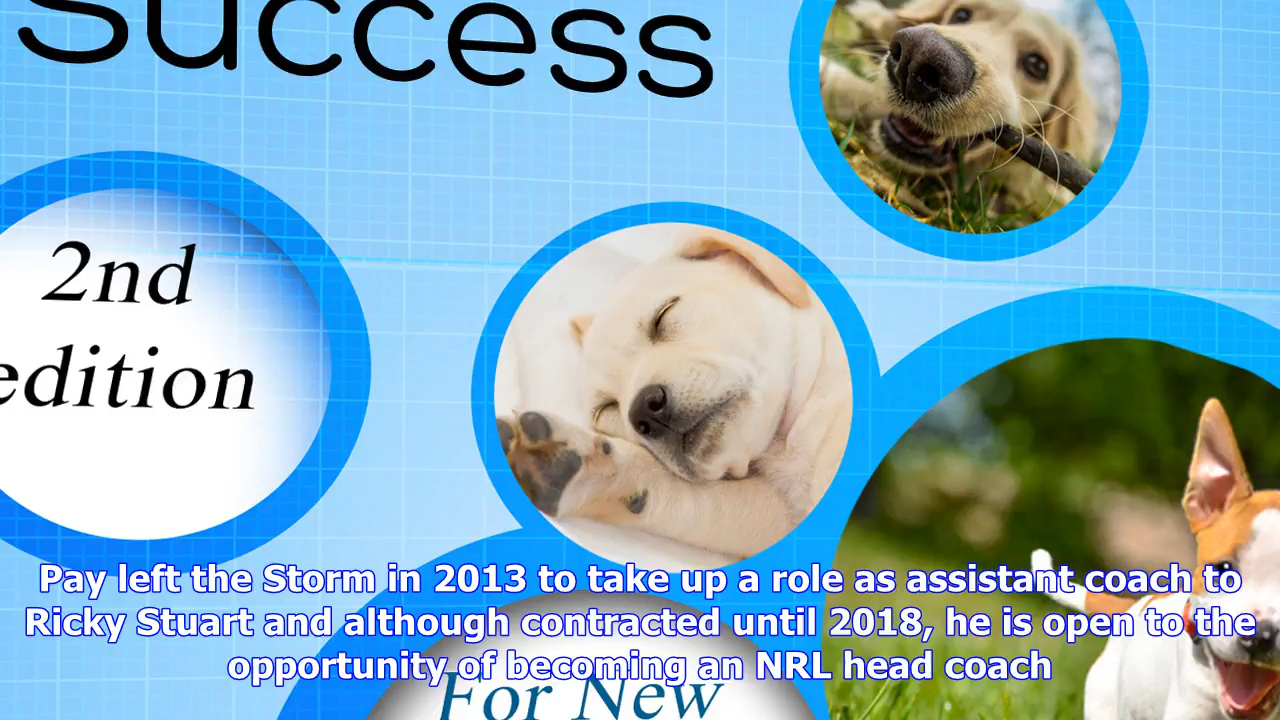 Success
2nd
edition
Pay left the Storm in 2013 to take up a role as assistant coach to
Ricky Stuart and although contracted until 2018, he is open to the
opportunity of becoming an NRL head coach
For New